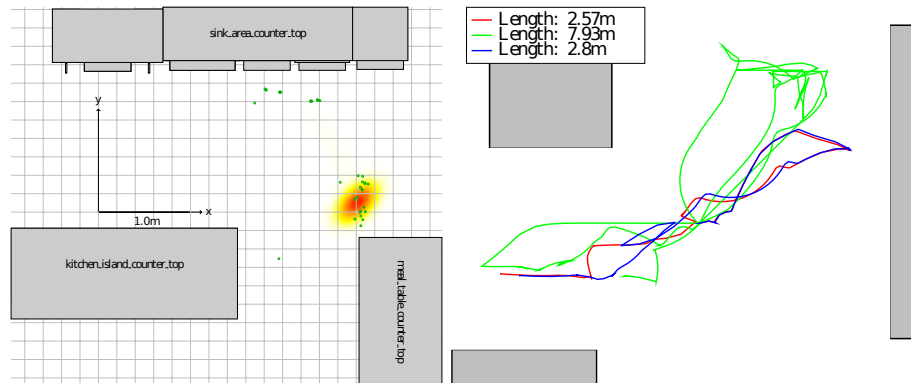 sink_area_counter_top
y
x
1.0m
kitchen_island_counter_top
meal_table_counter_top
Length: 2.57m
Length: 7.93m
Length: 2.8m